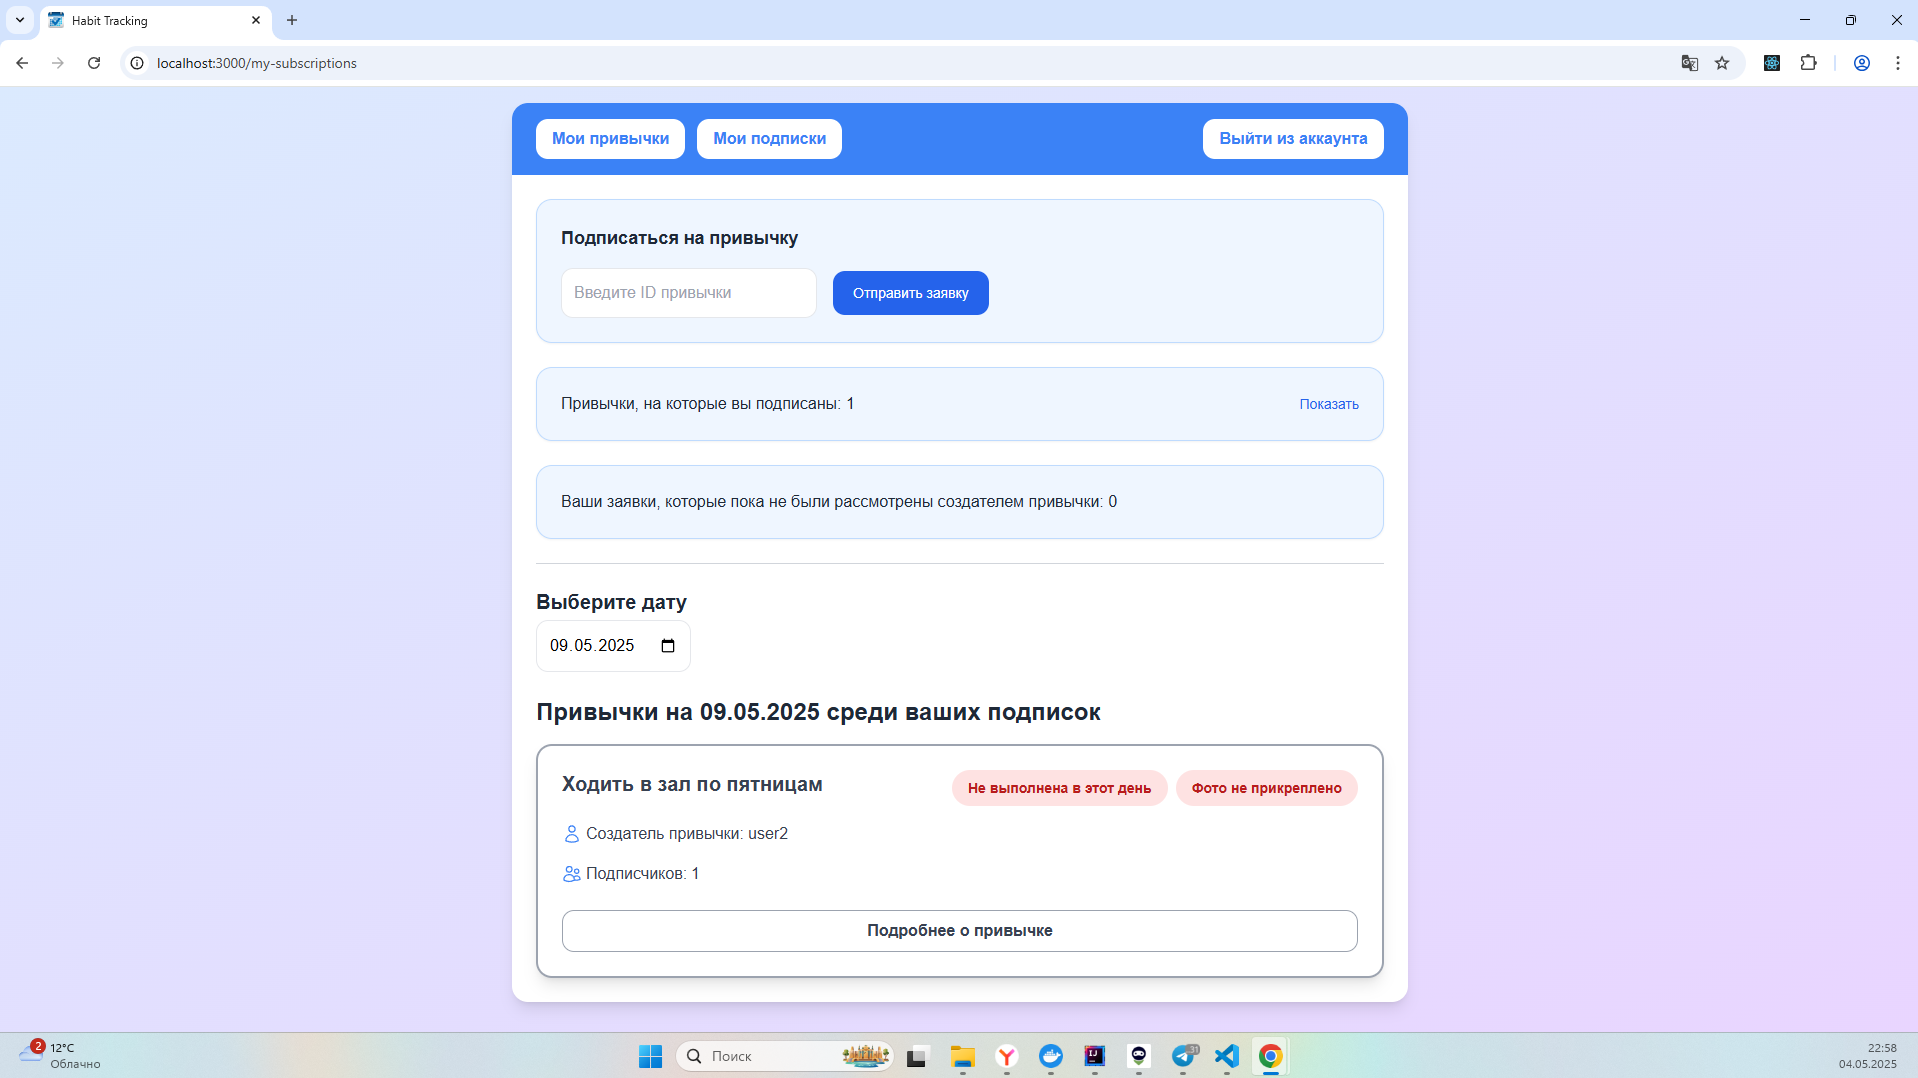 Habit Tracking
localhost:3000/my-subscriptions
Мои привычки
Мои подписки
Выйти из аккаунта
Подписаться на привычку
Введите ID привычки
Отправить заявку
Привычки, на которые вы подписаны: 1
Показать
Ваши заявки, которые пока не были рассмотрены создателем привычки: 0
Выберите дату
09.05.2025
Привычки на 09.05.2025 среди ваших подписок
Ходить в зал по пятницам
Не выполнена в этот день
Фото не прикреплено
Создатель привычки: user2
Подписчиков: 1
Подробнее о привычке
2
12°C
Облачно
Поиск
IJ
31
22:58
04.05.2025